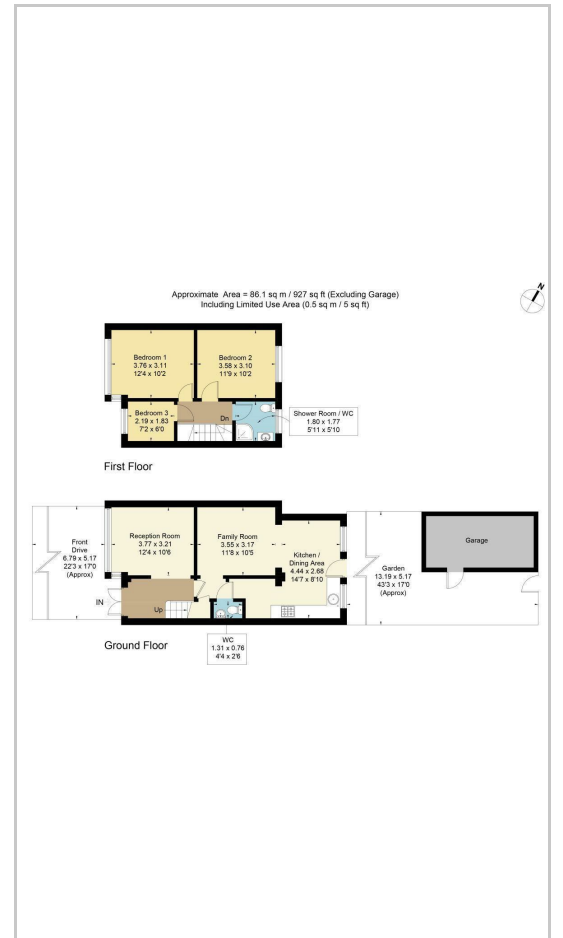 Approximate Area = 86.1 sq m / 927 sq ft (Excluding Garage)
Including Limited Use Area (0.5 sq m / 5 sq ft)
N
Bedroom 1
3.76 x 3.11
12'4 x 10'2
Bedroom 2
3.58 x 3.10
11'9 x 10'2
Bedroom 3
2.19 x 1.83
7'2 x 6'0
Dn
Shower Room / WC
1.80 x 1.77
5'11 x 5'10
First Floor
Front
Drive
6.79 x 5.17
22'3 x 17'0
(Approx)
Reception Room
3.77 x 3.21
12'4 x 10'6
Family Room
3.55 x 3.17
11'8 x 10'5
Kitchen /
Dining Area
4.44 x 2.68
14'7 x 8'10
Garden
13.19 x 5.17
43'3 x 17'0
(Approx)
Garage
IN
Up
Ground Floor
WC
1.31 x 0.76
4'4 x 2'6